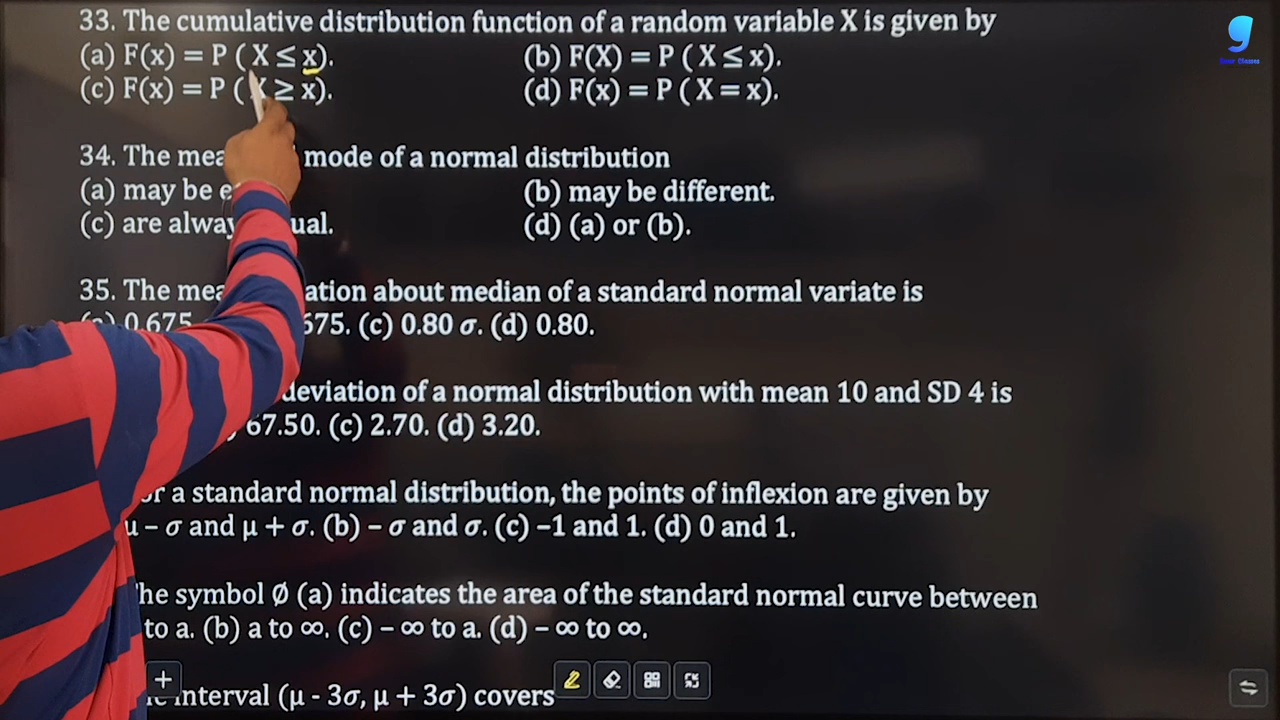 33. The cumulative distribution function of a random variable X is given by
(a) F(x) = P ( X ≤ x). (b) F(X) = P ( X ≤ x).
(c) F(x) = P ( X ≥ x). (d) F(x) = P ( X = x).
34. The mea mode of a normal distribution
(a) may be e (b) may be different.
(c) are alway ual. (d) (a) or (b).
35. The mea ation about median of a standard normal variate is
0.675 675. (c) 0.80 σ. (d) 0.80.
deviation of a normal distribution with mean 10 and SD 4 is
67.50. (c) 2.70. (d) 3.20.
or a standard normal distribution, the points of inflexion are given by
μ – σ and μ + σ. (b) – σ and σ. (c) –1 and 1. (d) 0 and 1.
he symbol Ø (a) indicates the area of the standard normal curve between
to a. (b) a to ∞. (c) – ∞ to a. (d) – ∞ to ∞.
interval (μ - 3σ, μ + 3σ) covers